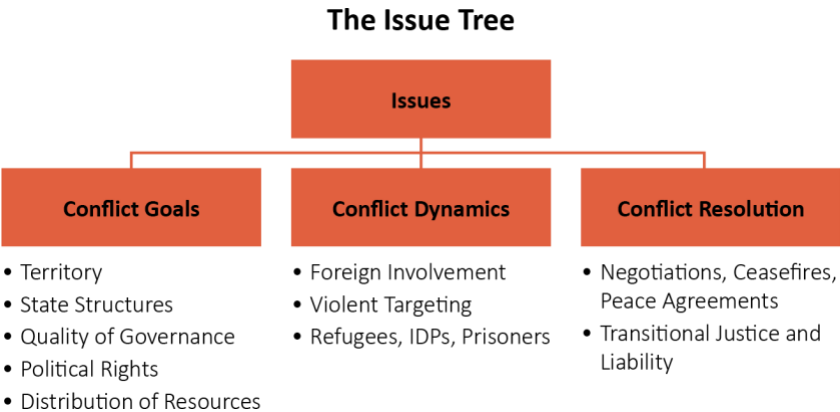 The Issue Tree
Issues
Conflict Goals
• Territory
• State Structures
• Quality of Governance
• Political Rights
• Distribution of Resources
Conflict Dynamics
• Foreign Involvement
• Violent Targeting
• Refugees, IDPs, Prisoners
Conflict Resolution
• Negotiations, Ceasefires,
Peace Agreements
• Transitional Justice and
Liability